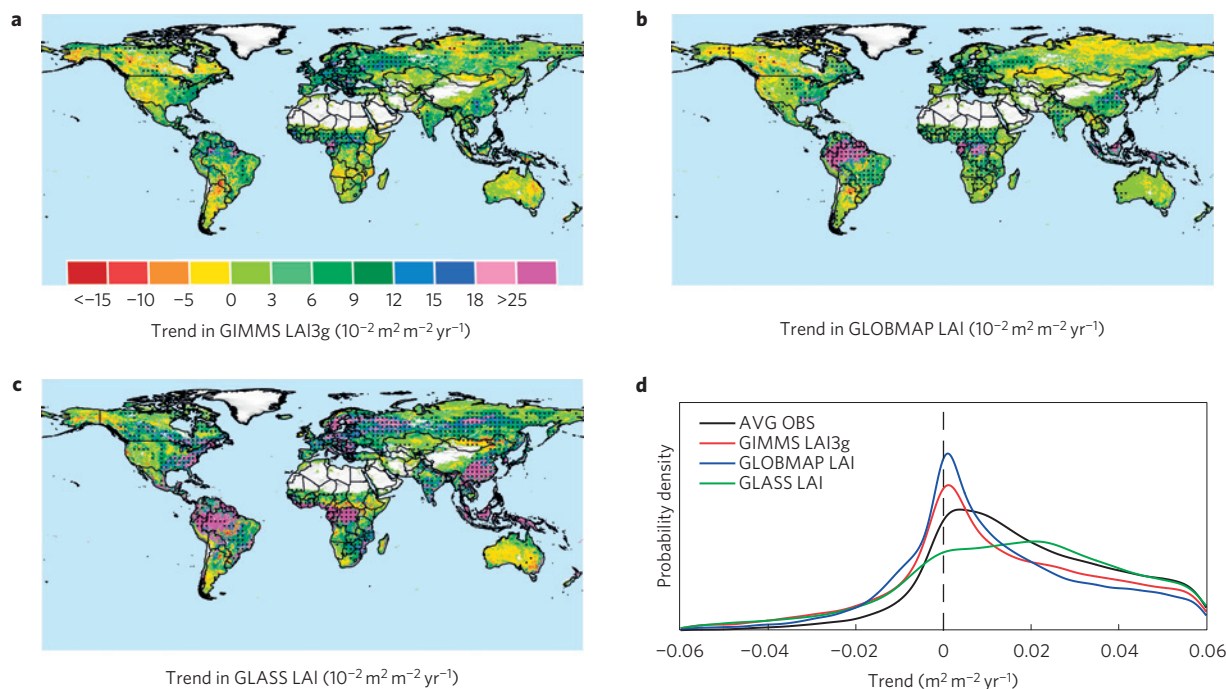 a
<−15 −10 −5 0 3 6 9 12 15 18 >25
Trend in GIMMS LAI3g (10⁻² m² m⁻² yr⁻¹)
b
Trend in GLOBMAP LAI (10⁻² m² m⁻² yr⁻¹)
c
Trend in GLASS LAI (10⁻² m² m⁻² yr⁻¹)
d
AVG OBS
GIMMS LAI3g
GLOBMAP LAI
GLASS LAI
Probability density
−0.06 −0.04 −0.02 0 0.02 0.04 0.06
Trend (m² m⁻² yr⁻¹)